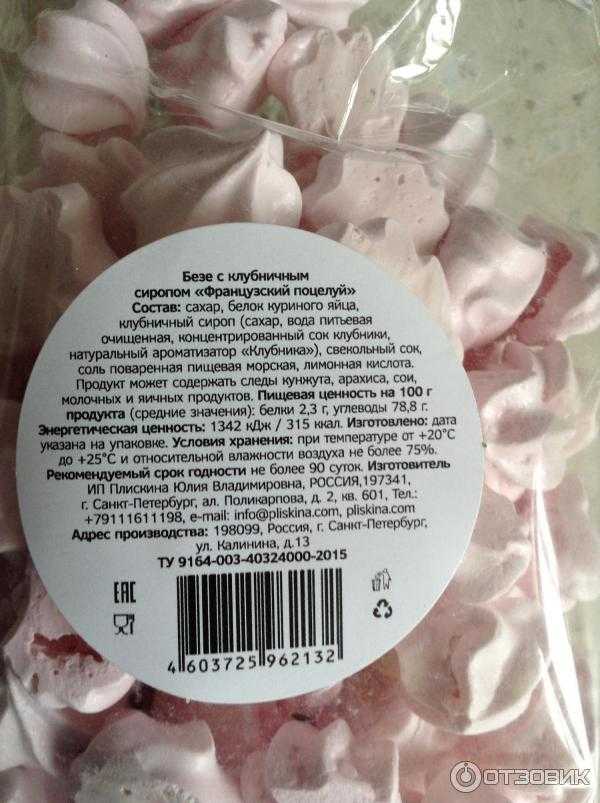 Безе с клубничным
сиропом «Французский поцелуй»
Состав: сахар, белок куриного яйца,
клубничный сироп (сахар, вода питьевая
очищенная, концентрированный сок клубники,
натуральный ароматизатор «Клубника»), свекольный сок,
соль поваренная пищевая морская, лимонная кислота.
Продукт может содержать следы кунжута, арахиса, сои,
молочных и яичных продуктов. Пищевая ценность на 100 г
продукта (средние значения): белки 2,3 г, углеводы 78,8 г.
Энергетическая ценность: 1342 кДж / 315 ккал. Изготовлено: дата
указана на упаковке. Условия хранения: при температуре от +20°С
до +25°С и относительной влажности воздуха не более 75%.
Рекомендуемый срок годности не более 90 суток. Изготовитель
ИП Плискина Юлия Владимировна, РОССИЯ,197341,
г. Санкт-Петербург, ал. Поликарпова, д. 2, кв. 601, Тел.:
+79111611198, e-mail: info@pliskina.com, pliskina.com
Адрес производства: 198099, Россия, г. Санкт-Петербург,
ул. Калинина, д.13
ТУ 9164-003-40324000-2015
ЕАС
4 603725 962132
ОТЗОВИК